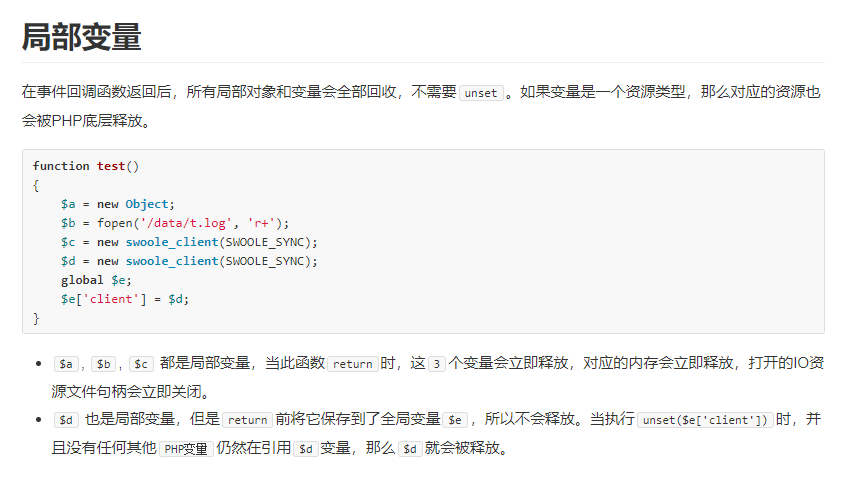 局部变量
在事件回调函数返回后，所有局部对象和变量会全部回收，不需要 unset 。如果变量是一个资源类型，那么对应的资源也
会被PHP底层释放。
function test()
{
    $a = new Object;
    $b = fopen('/data/t.log', 'r+');
    $c = new swoole_client(SWOOLE_SYNC);
    $d = new swoole_client(SWOOLE_SYNC);
    global $e;
    $e['client'] = $d;
}
• $a , $b , $c 都是局部变量，当此函数 return 时，这 3 个变量会立即释放，对应的内存会立即释放，打开的IO资
源文件句柄会立即关闭。
• $d 也是局部变量，但是 return 前将它保存到了全局变量 $e ，所以不会释放。当执行 unset($e['client']) 时，并
且没有任何其他 PHP变量 仍然在引用 $d 变量，那么 $d 就会被释放。